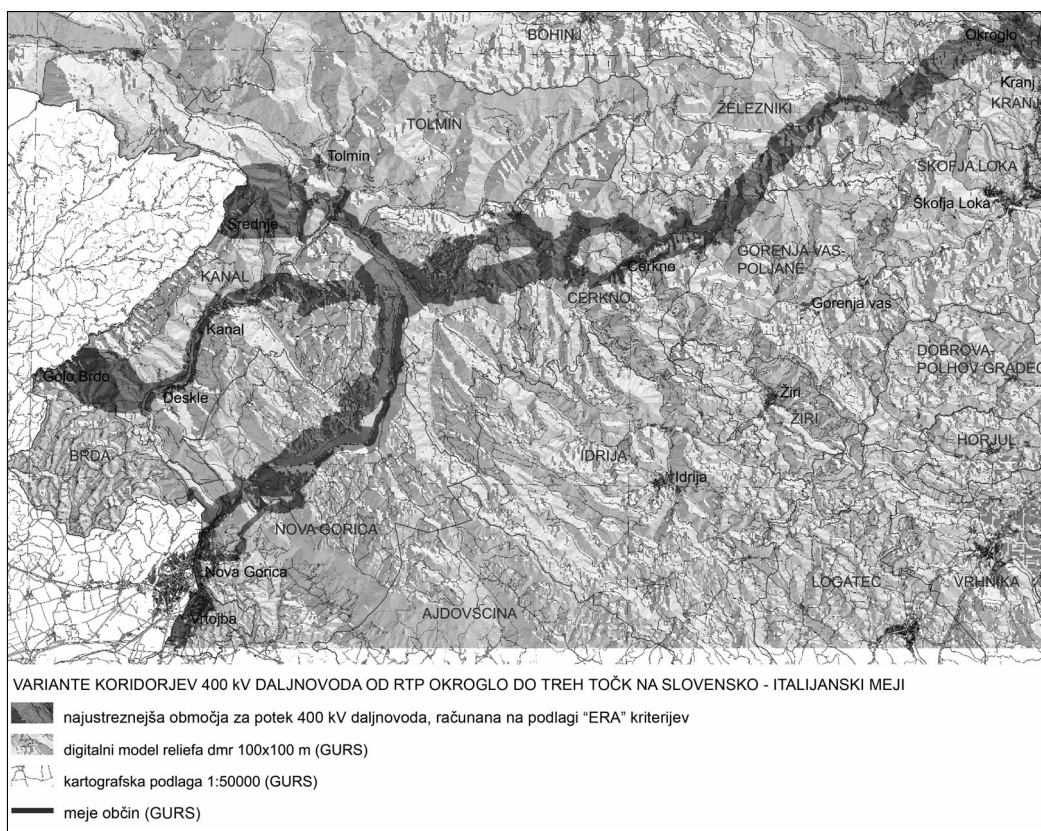 BOHINJ
Okroglo
Kranj
KRANJ
ŽELEZNIKI
TOLMIN
Tolmin
ŠKOFJA LOKA
Škofja Loka
Srednje
GORENJA VAS-
POLJANE
KANAL
Cerkno
CERKNO
Gorenja vas
Kanal
DOBROVA-
POLHOV GRADEC
Golo Brdo
Deskle
Žiri
ŽIRI
HORJUL
BRDA
IDRIJA
Idrija
NOVA GORICA
Nova Gorica
LOGATEC
VRHNIKA
Vrtojba
AJDOVŠČINA
VARIANTE KORIDORJEV 400 kV DALJNOVODA OD RTP OKROGLO DO TREH TOČK NA SLOVENSKO - ITALIJANSKI MEJI
najustreznejša območja za potek 400 kV daljnovoda, računana na podlagi “ERA” kriterijev
digitalni model reliefa dmr 100x100 m (GURS)
kartografska podlaga 1:50000 (GURS)
meje občin (GURS)